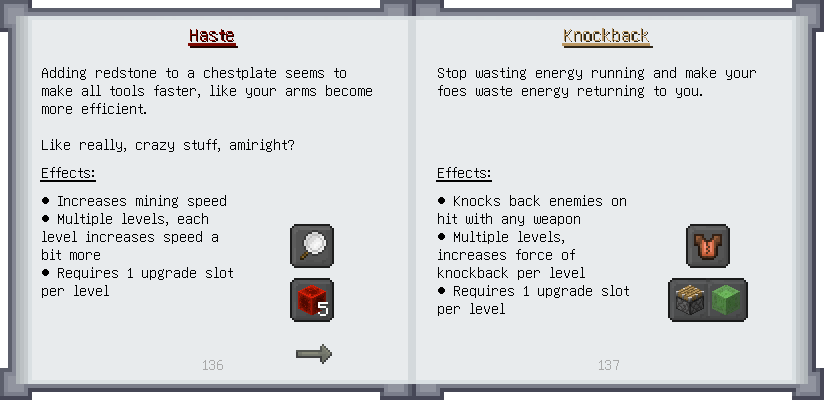 Haste
Adding redstone to a chestplate seems to
make all tools faster, like your arms become
more efficient.
Like really, crazy stuff, amiright?
Effects:
● Increases mining speed
● Multiple levels, each
level increases speed a
bit more
● Requires 1 upgrade slot
per level
5
136
Knockback
Stop wasting energy running and make your
foes waste energy returning to you.
Effects:
● Knocks back enemies on
hit with any weapon
● Multiple levels,
increases force of
knockback per level
● Requires 1 upgrade slot
per level
137